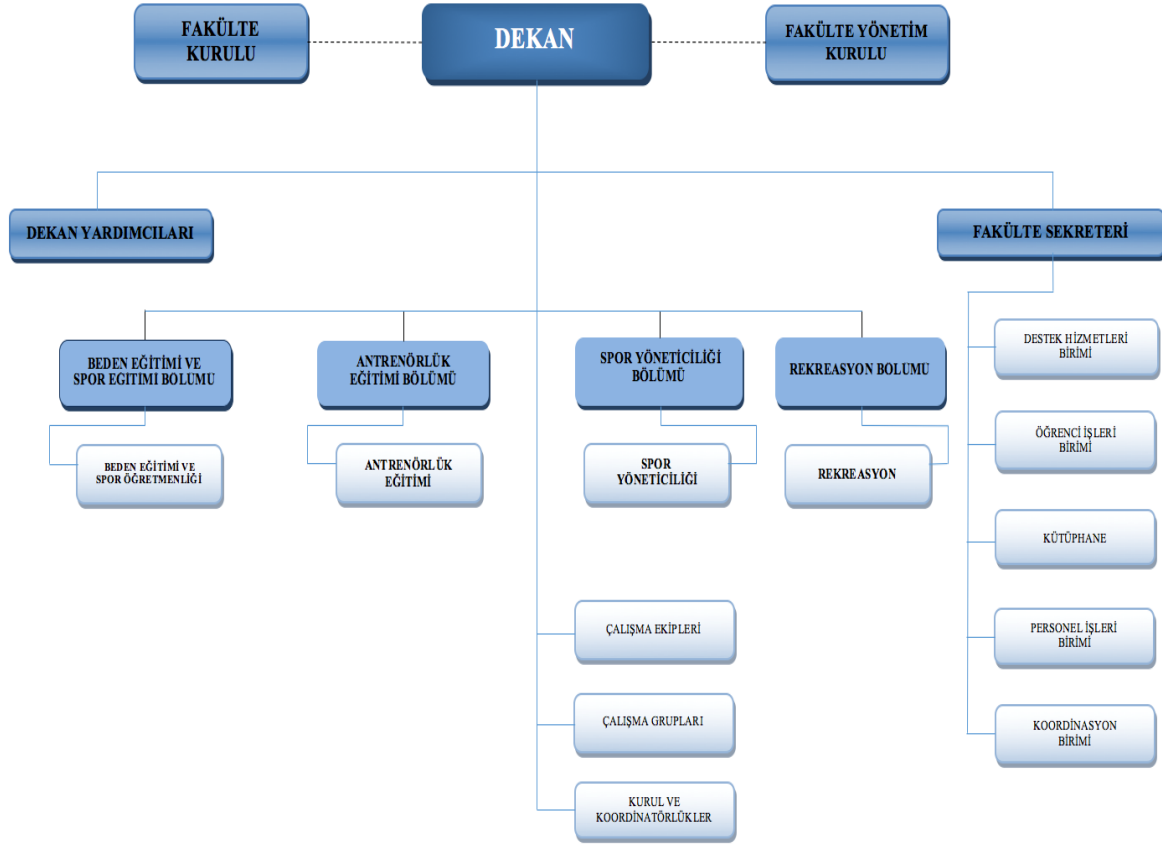 FAKÜLTE
KURULU
DEKAN
FAKÜLTE YÖNETİM
KURULU
DEKAN YARDIMCILARI
FAKÜLTE SEKRETERİ
BEDEN EĞİTİMİ VE
SPOR EGITIMI BOLUMU
ANTRENÖRLÜK
EĞİTİMİ BÖLÜMÜ
SPOR YÖNETİCİLİĞİ
BÖLÜMÜ
REKREASYON BOLUMU
BEDEN EĞİTİMİ VE
SPOR ÖĞRETMENLİĞİ
ANTRENÖRLÜK
EĞİTİMİ
SPOR
YÖNETİCİLİĞİ
REKREASYON
DESTEK HİZMETLERİ
BİRİMİ
ÖĞRENCİ İŞLERİ
BİRİMİ
KÜTÜPHANE
PERSONEL İŞLERİ
BİRİMİ
KOORDİNASYON
BİRİMİ
ÇALIŞMA EKİPLERİ
ÇALIŞMA GRUPLARI
KURUL VE
KOORDİNATÖRLÜKLER